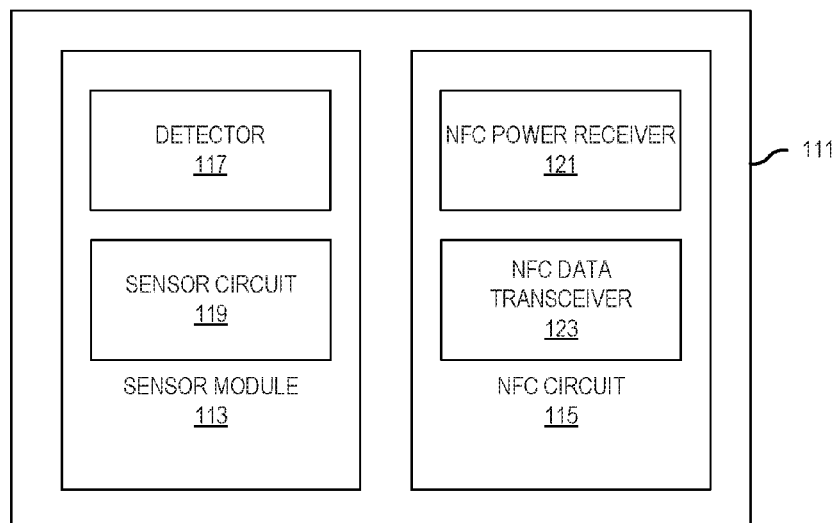 DETECTOR
117
SENSOR CIRCUIT
119
SENSOR MODULE
113
NFC POWER RECEIVER
121
NFC DATA
TRANSCEIVER
123
NFC CIRCUIT
115
111